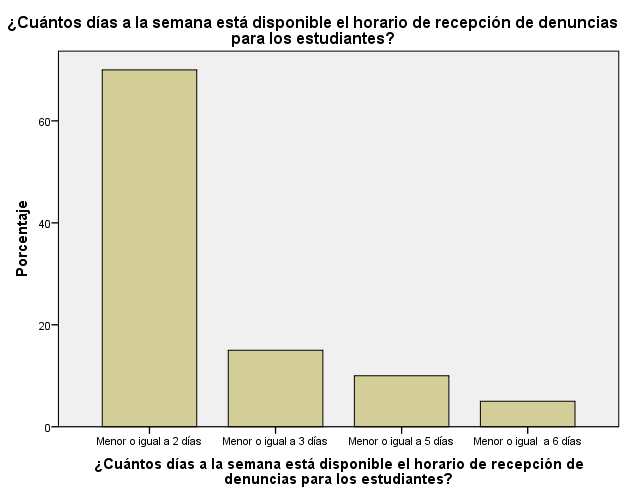 ¿Cuántos días a la semana está disponible el horario de recepción de denuncias
para los estudiantes?
Porcentaje
60
40
20
0
Menor o igual a 2 días
Menor o igual a 3 días
Menor o igual a 5 días
Menor o igual  a 6 días
¿Cuántos días a la semana está disponible el horario de recepción de
denuncias para los estudiantes?